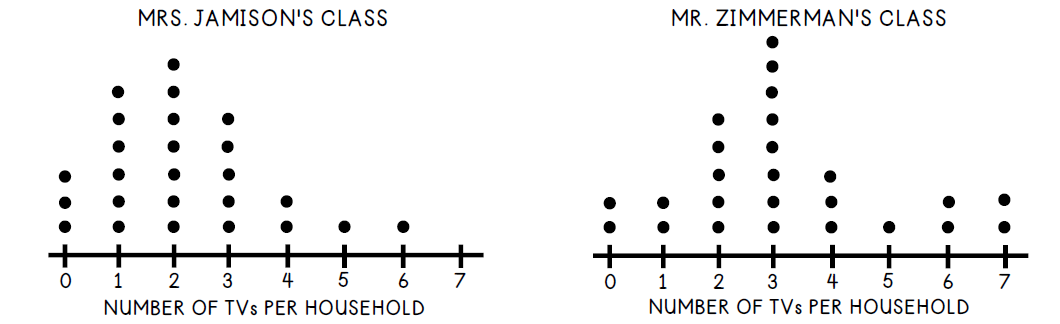 MRS. JAMISON'S CLASS
0 1 2 3 4 5 6 7
NUMBER OF TVs PER HOUSEHOLD
MR. ZIMMERMAN'S CLASS
0 1 2 3 4 5 6 7
NUMBER OF TVs PER HOUSEHOLD